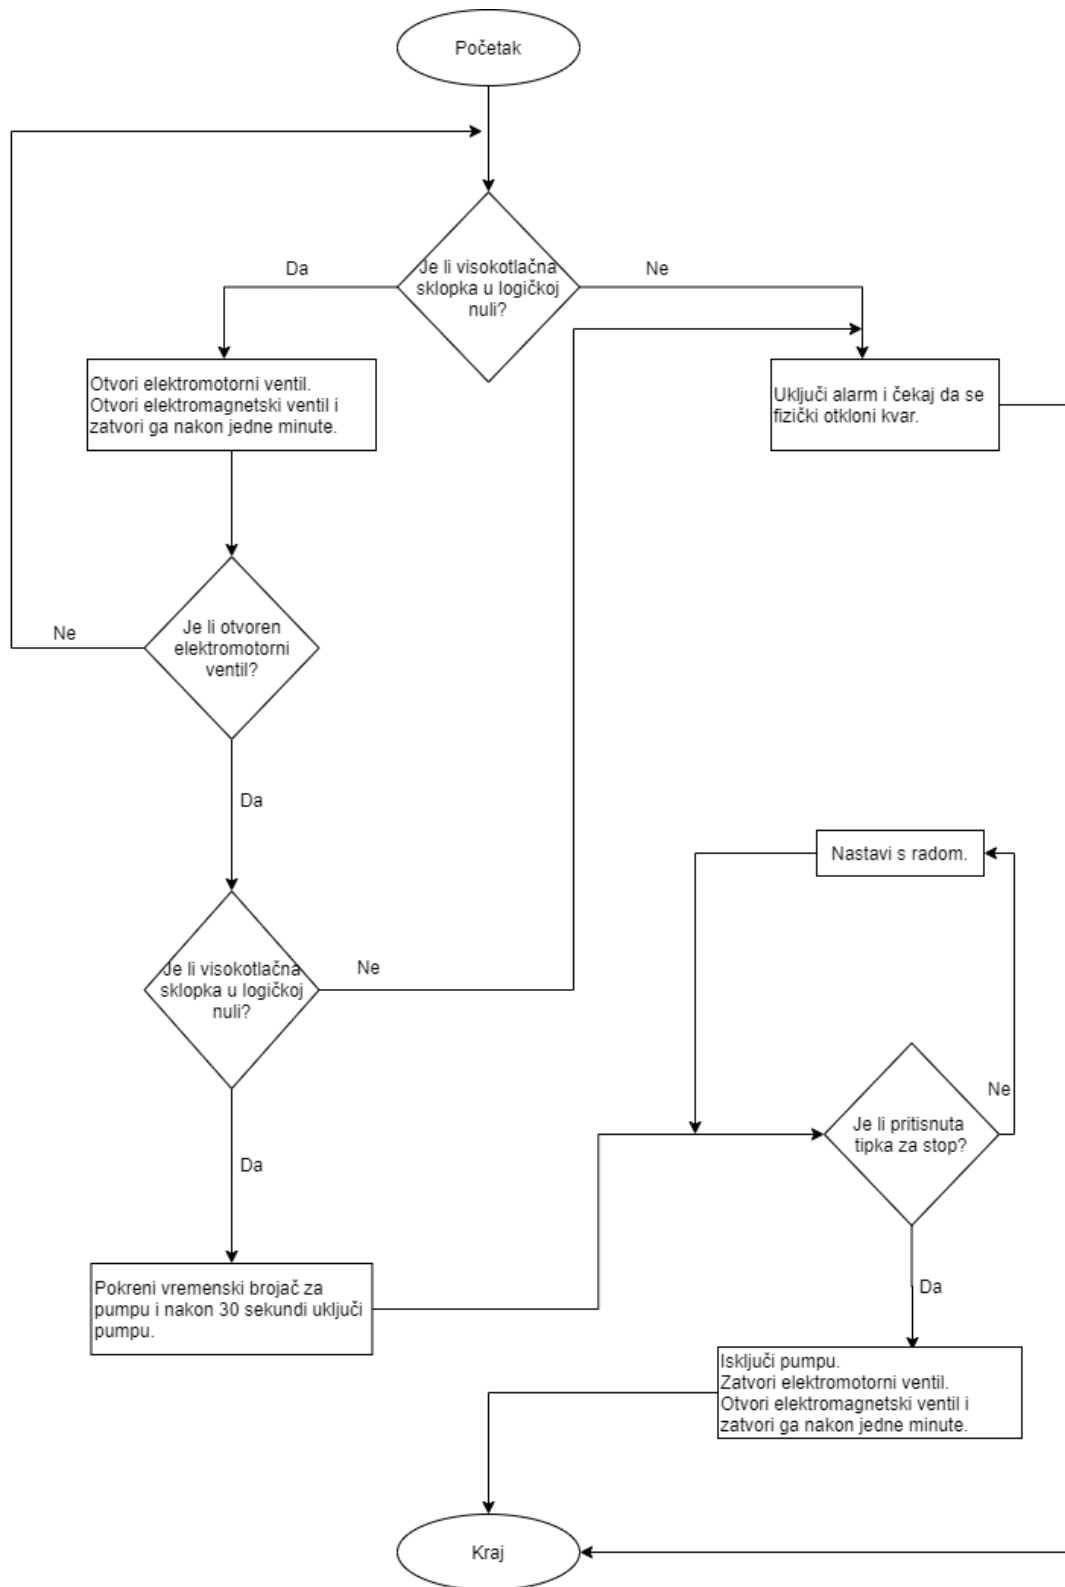 Početak
Je li visokotlačna
sklopka u logičkoj
nuli?
Da
Ne
Otvori elektromotorni ventil.
Otvori elektromagnetski ventil i
zatvori ga nakon jedne minute.
Uključi alarm i čekaj da se
fizički otkloni kvar.
Je li otvoren
elektromotorni
ventil?
Ne
Da
Nastavi s radom.
Je li visokotlačna
sklopka u logičkoj
nuli?
Ne
Da
Je li pritisnuta
tipka za stop?
Ne
Da
Pokreni vremenski brojač za
pumpu i nakon 30 sekundi uključi
pumpu.
Isključi pumpu.
Zatvori elektromotorni ventil.
Otvori elektromagnetski ventil i
zatvori ga nakon jedne minute.
Kraj